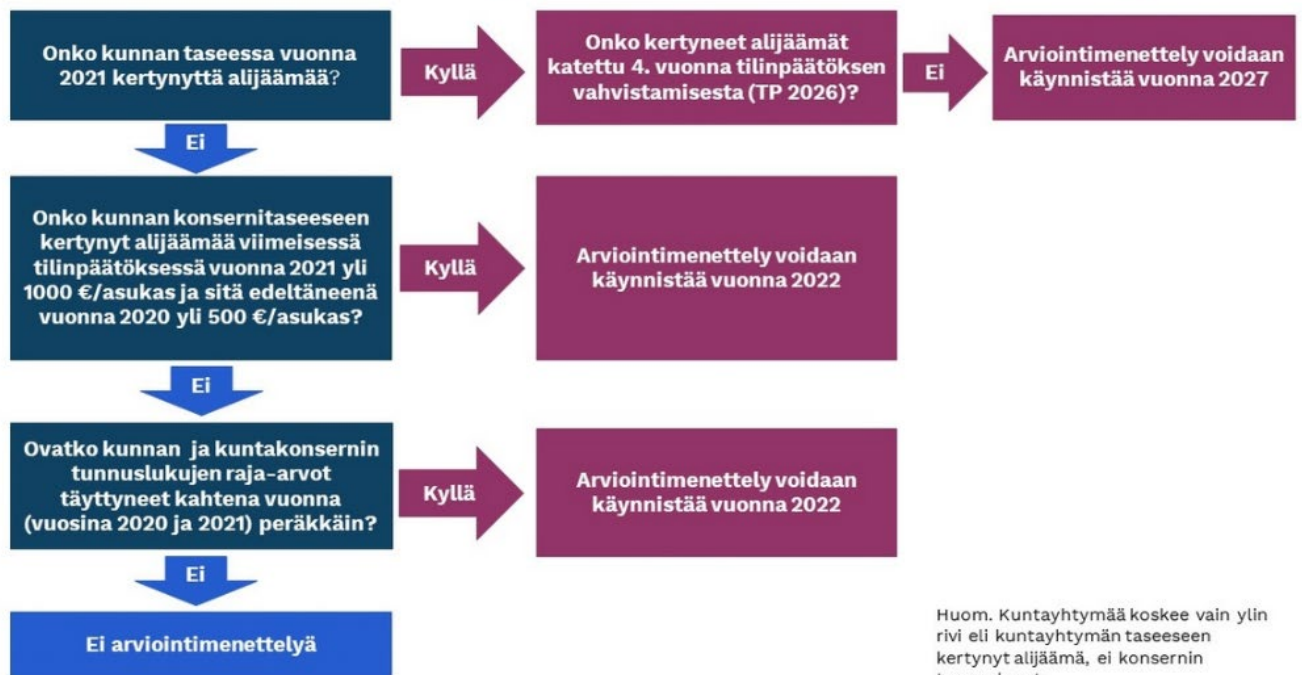 Onko kunnan taseessa vuonna
2021 kertynyttä alijäämää?
Kyllä
Onko kertyneet alijäämät
katettu 4. vuonna tilinpäätöksen
vahvistamisesta (TP 2026)?
Ei
Arviointimenettely voidaan
käynnistää vuonna 2027
Ei
Onko kunnan konsernitaseeseen
kertynyt alijäämää viimeisessä
tilinpäätöksessä vuonna 2021 yli
1000 €/asukas ja sitä edeltäneenä
vuonna 2020 yli 500 €/asukas?
Kyllä
Arviointimenettely voidaan
käynnistää vuonna 2022
Ei
Ovatko kunnan ja kuntakonsernin
tunnuslukujen raja-arvot
täyttyneet kahtena vuonna
(vuosina 2020 ja 2021) peräkkäin?
Kyllä
Arviointimenettely voidaan
käynnistää vuonna 2022
Ei
Ei arviointimenettelyä
Huom. Kuntayhtymää koskee vain ylin
rivi eli kuntayhtymän taseeseen
kertynyt alijäämä, ei konsernin